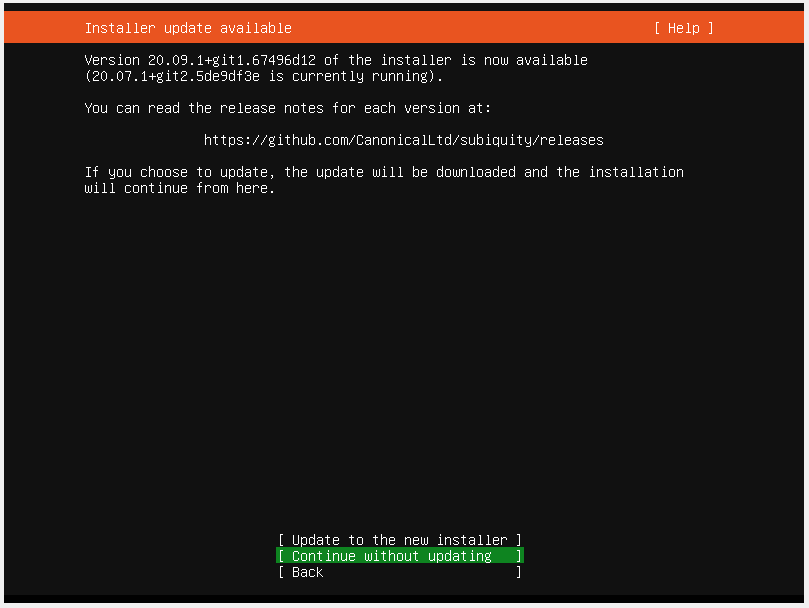 Installer update available [ Help ]
Version 20.09.1+git1.67496d12 of the installer is now available
(20.07.1+git2.5de9df3e is currently running).
You can read the release notes for each version at:
https://github.com/CanonicalLtd/subiquity/releases
If you choose to update, the update will be downloaded and the installation
will continue from here.
[ Update to the new installer ]
[ Continue without updating ]
[ Back ]